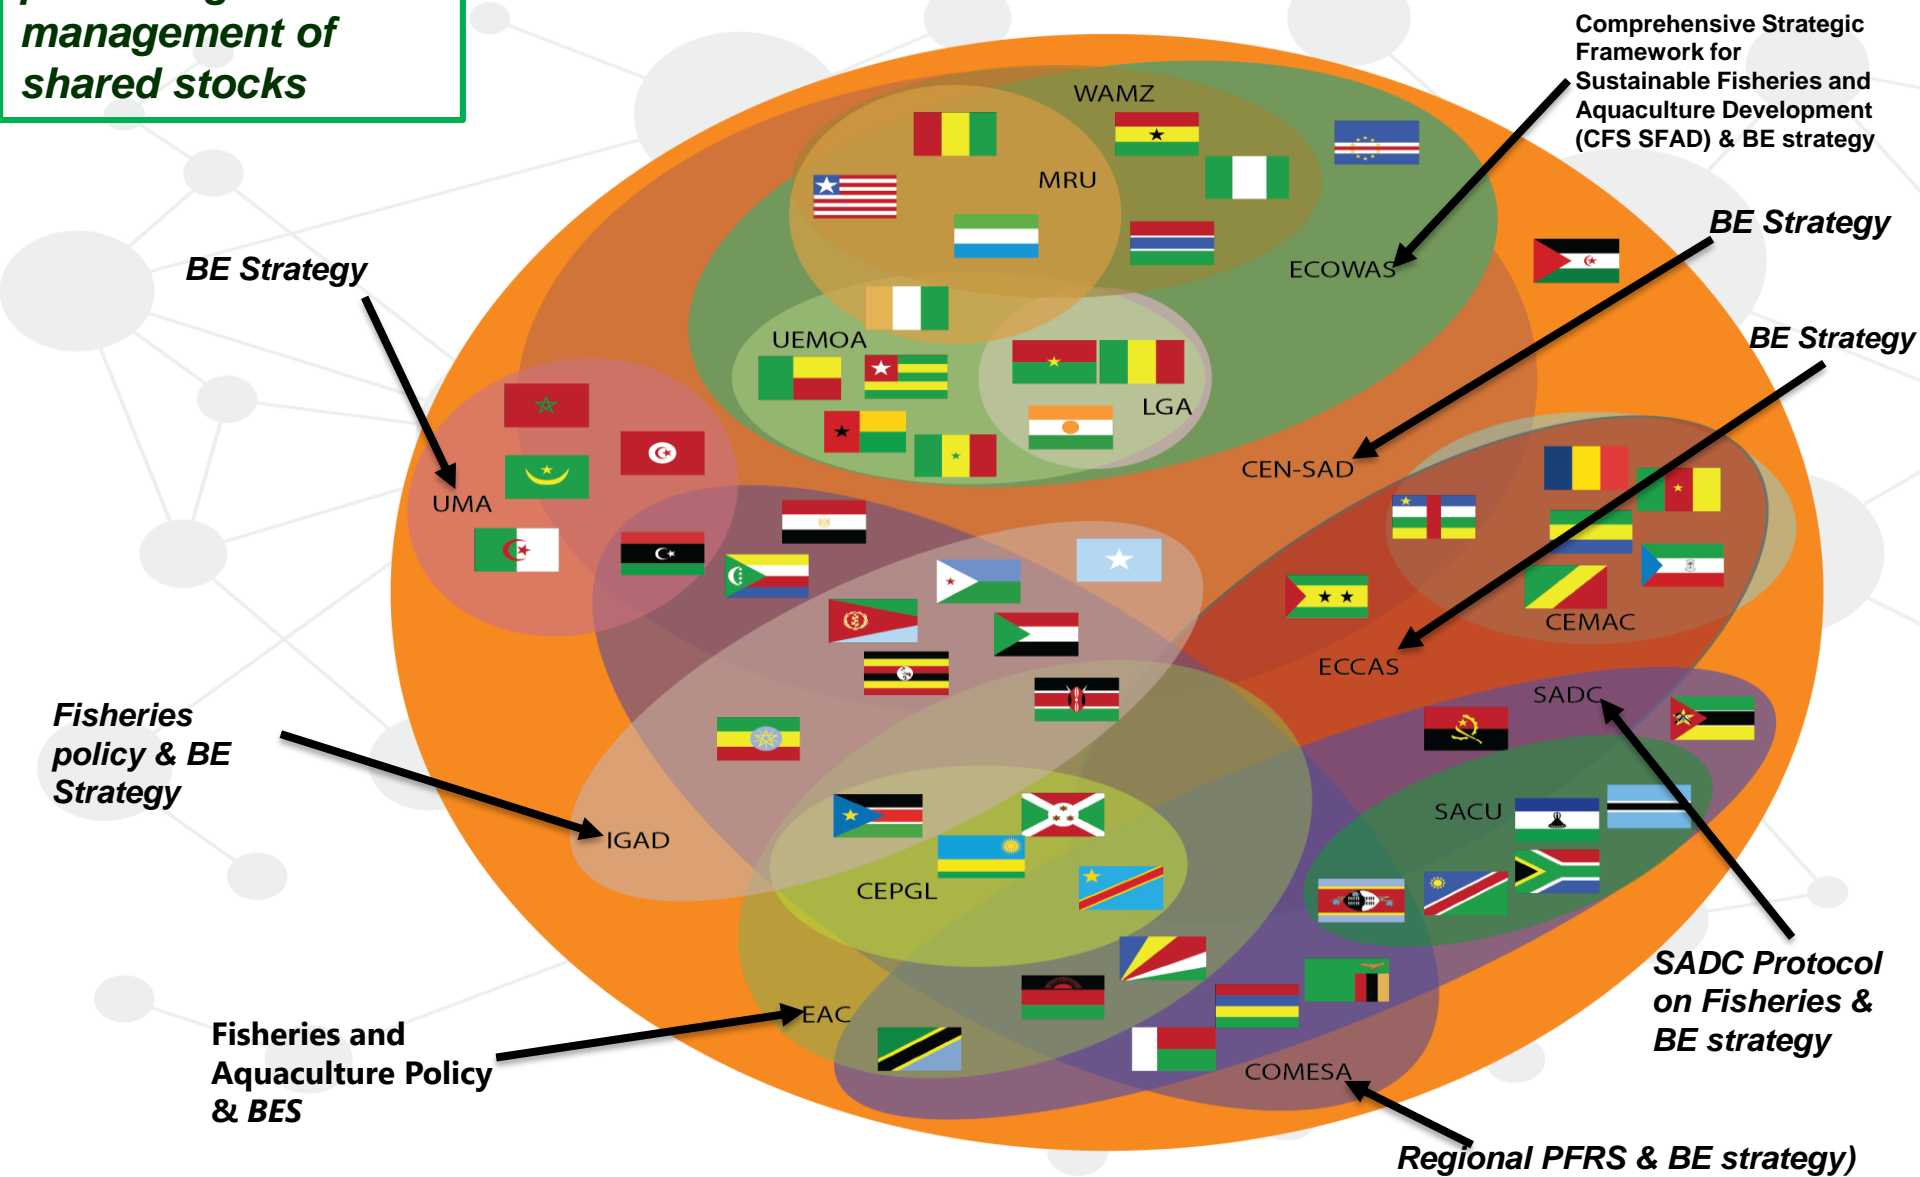 management of
shared stocks
Comprehensive Strategic
Framework for
Sustainable Fisheries and
Aquaculture Development
(CFS SFAD) & BE strategy
WAMZ
MRU
BE Strategy
ECOWAS
BE Strategy
BE Strategy
UEMOA
LGA
CEN-SAD
UMA
CEMAC
ECCAS
SADC
Fisheries
policy & BE
Strategy
SACU
IGAD
CEPGL
SADC Protocol
on Fisheries &
BE strategy
EAC
Fisheries and
Aquaculture Policy
& BES
COMESA
Regional PFRS & BE strategy)